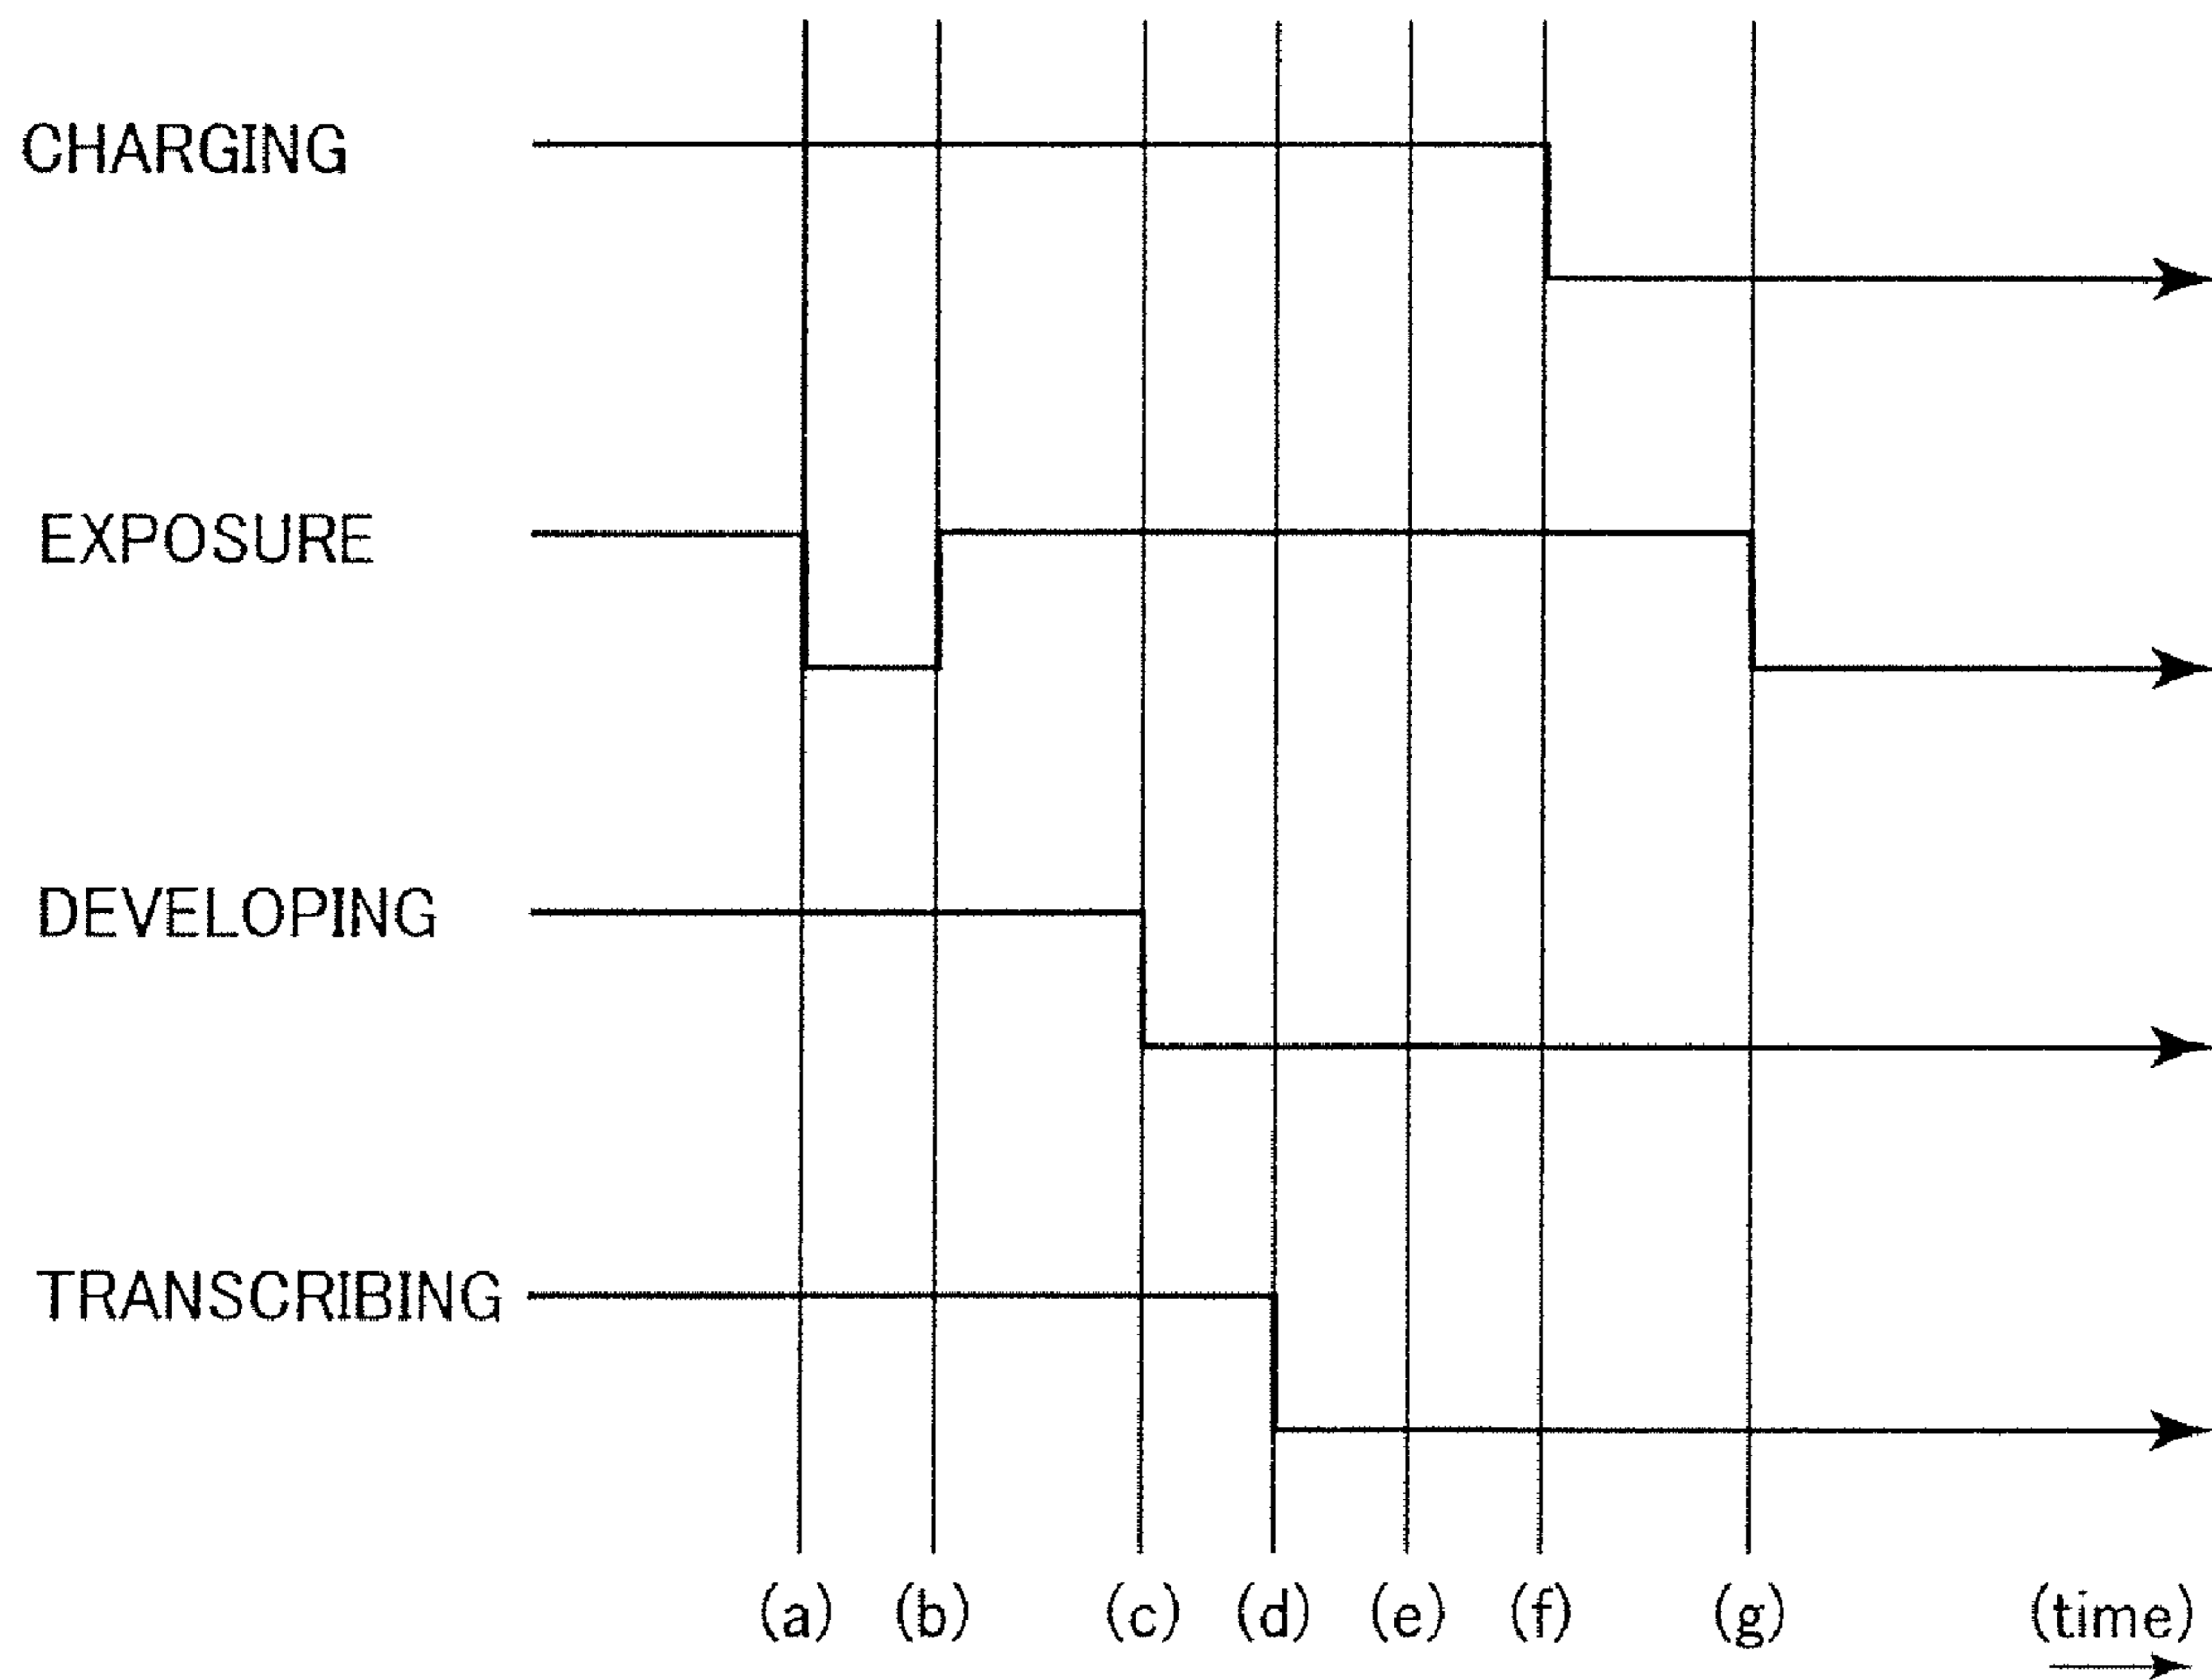 CHARGING
EXPOSURE
DEVELOPING
TRANSCRIBING
(a) (b) (c) (d) (e) (f) (g) (time)